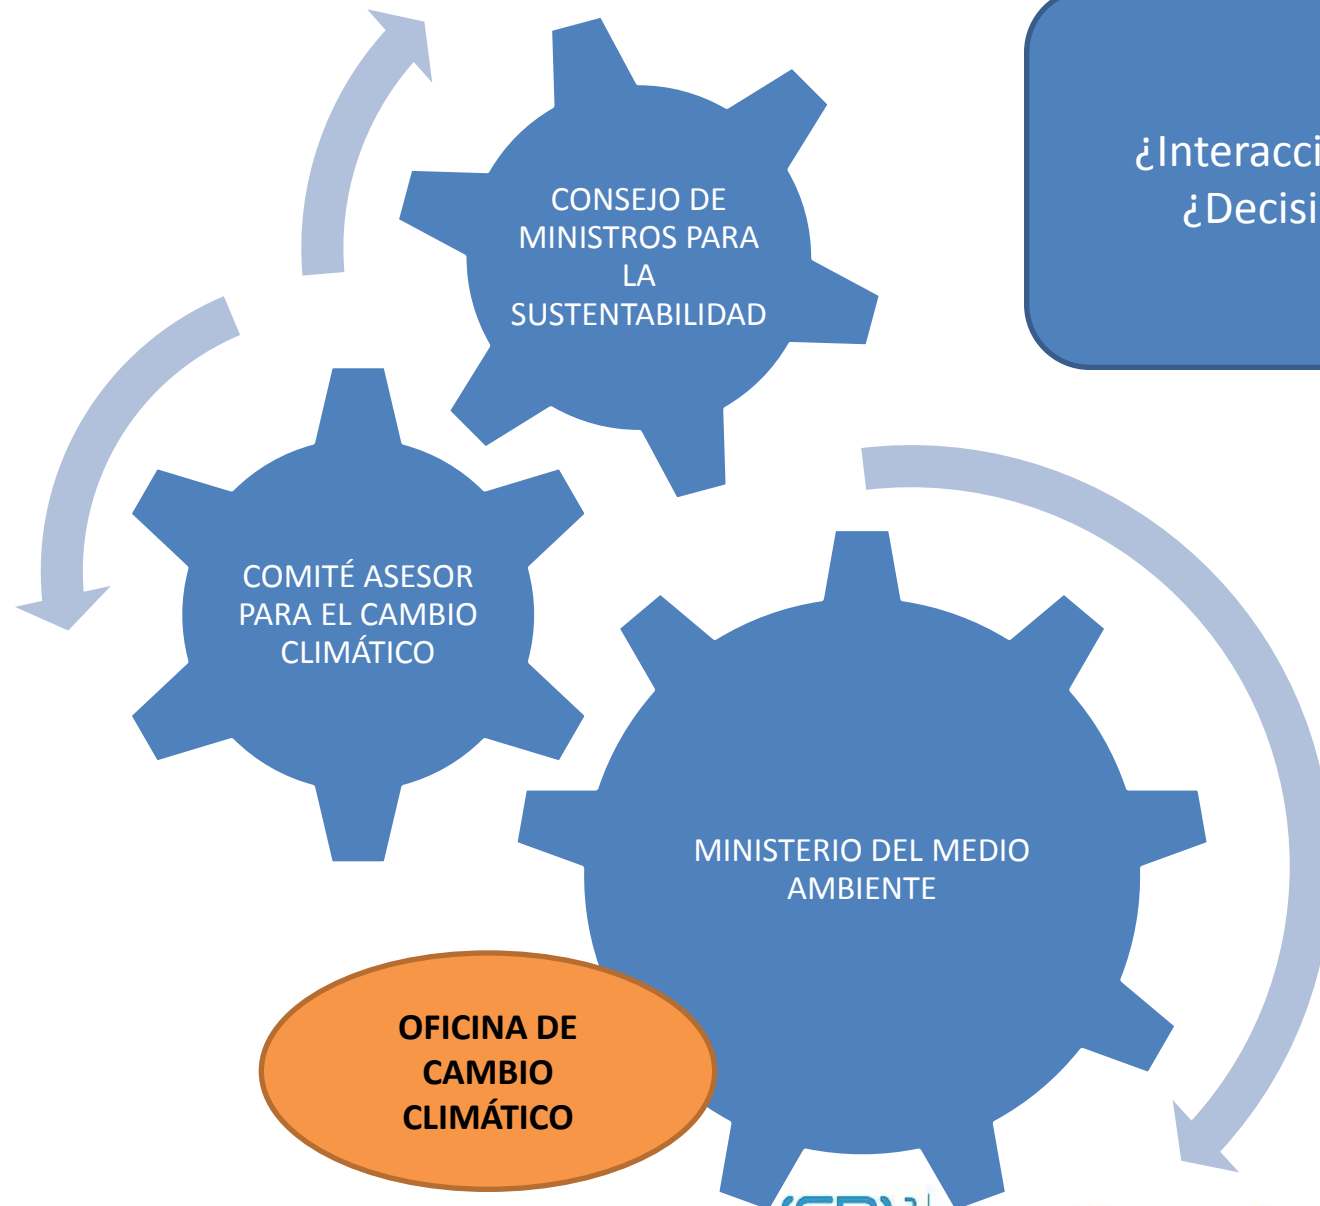 CONSEJO DE
MINISTROS PARA
LA
SUSTENTABILIDAD
COMITÉ ASESOR
PARA EL CAMBIO
CLIMÁTICO
MINISTERIO DEL MEDIO
AMBIENTE
OFICINA DE
CAMBIO
CLIMÁTICO